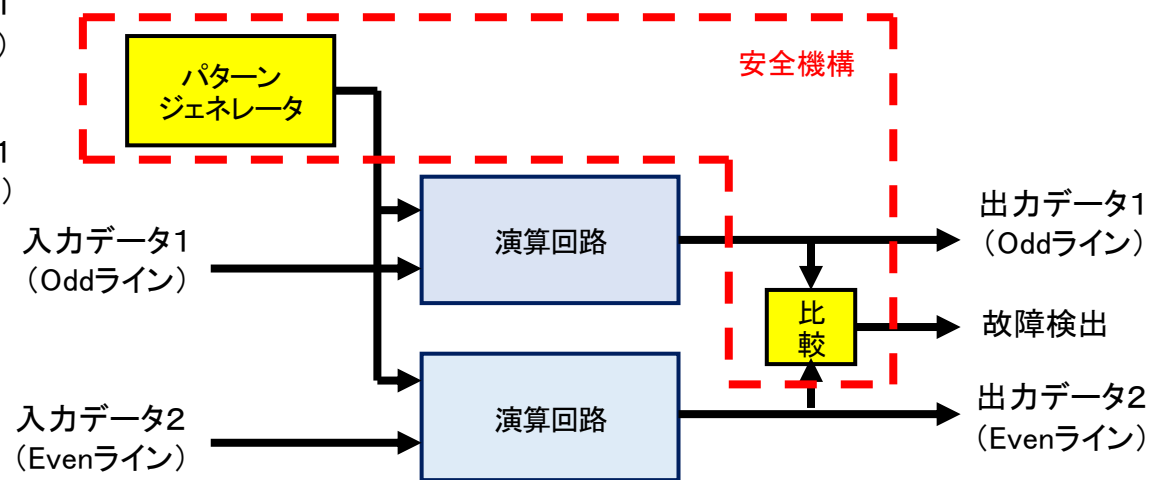 1
)
1
)
パターン
ジェネレータ
安全機構
演算回路
入力データ1
（Oddライン）
出力データ1
（Oddライン）
比
較
故障検出
演算回路
入力データ2
（Evenライン）
出力データ2
（Evenライン）